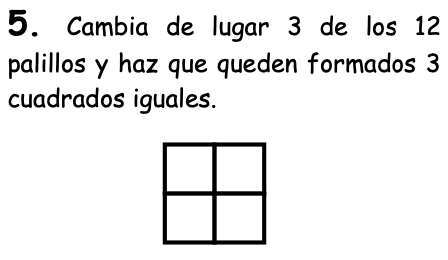 5. Cambia de lugar 3 de los 12
palillos y haz que queden formados 3
cuadrados iguales.